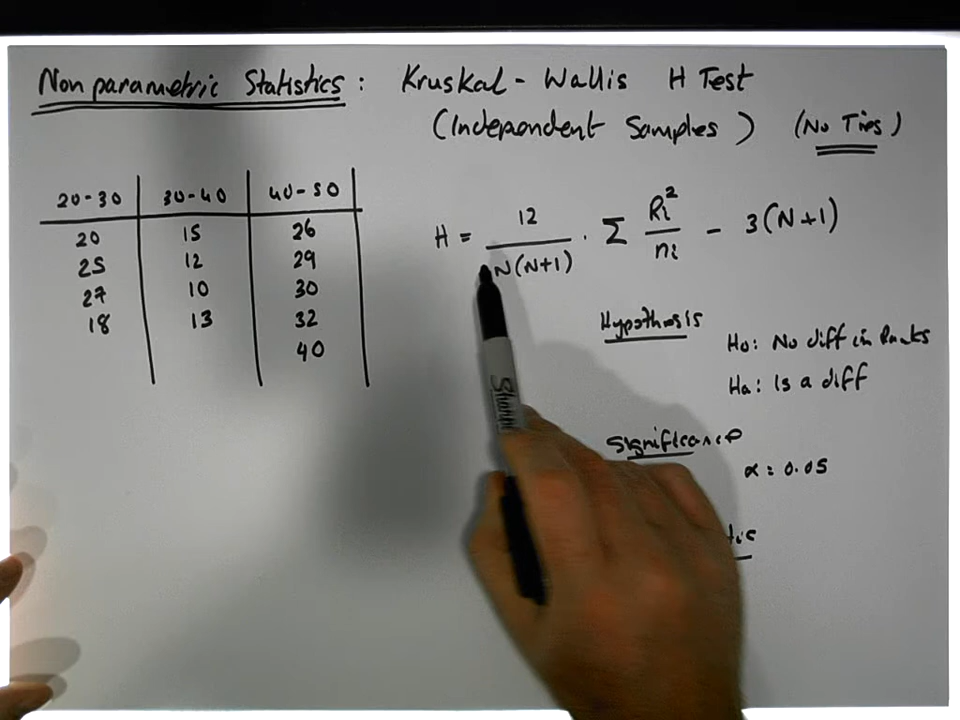 Nonparametric Statistics : Kruskal - Wallis H Test
(Independent Samples) (No Ties)
20-30 30-40 40-50
20 15 26
25 12 29
27 10 30
18 13 32
40
H = 12 / N(N+1) · Σ Ri² / ni - 3(N+1)
Hypothesis
Ho: No diff in Ranks
Ha: Is a diff
Significance
α = 0.05
Sharpie